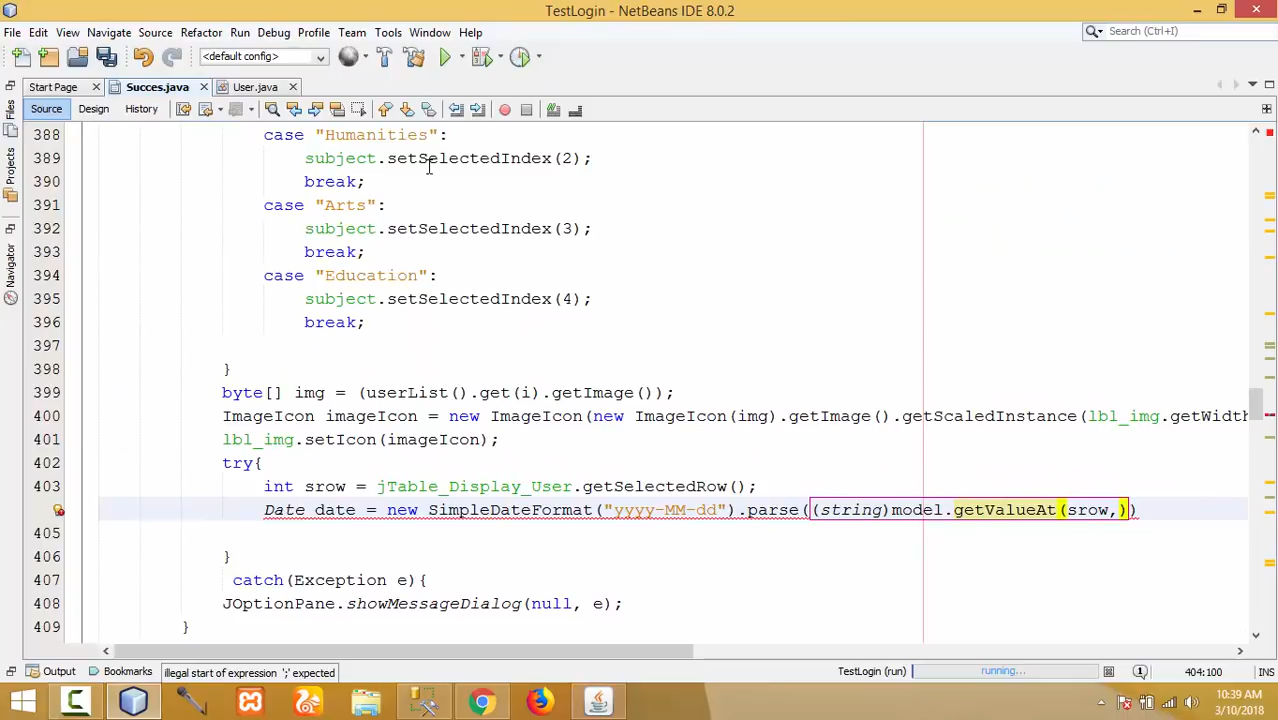 TestLogin - NetBeans IDE 8.0.2
File Edit View Navigate Source Refactor Run Debug Profile Team Tools Window Help
Search (Ctrl+I)
<default config>
Start Page Succes.java User.java
Source Design History
Files
Projects
Navigator
388 case "Humanities":
389 subject.setSelectedIndex(2);
390 break;
391 case "Arts":
392 subject.setSelectedIndex(3);
393 break;
394 case "Education":
395 subject.setSelectedIndex(4);
396 break;
397
398 }
399 byte[] img = (userList().get(i).getImage());
400 ImageIcon imageIcon = new ImageIcon(new ImageIcon(img).getImage().getScaledInstance(lbl_img.getWidth
401 lbl_img.setIcon(imageIcon);
402 try{
403 int srow = jTable_Display_User.getSelectedRow();
Date date = new SimpleDateFormat("yyyy-MM-dd").parse((string)model.getValueAt(srow,))
405
406 }
407 catch(Exception e){
408 JOptionPane.showMessageDialog(null, e);
409 }
Output Bookmarks illegal start of expression ';' expected TestLogin (run) running... 1 404:100 INS
10:39 AM
3/10/2018